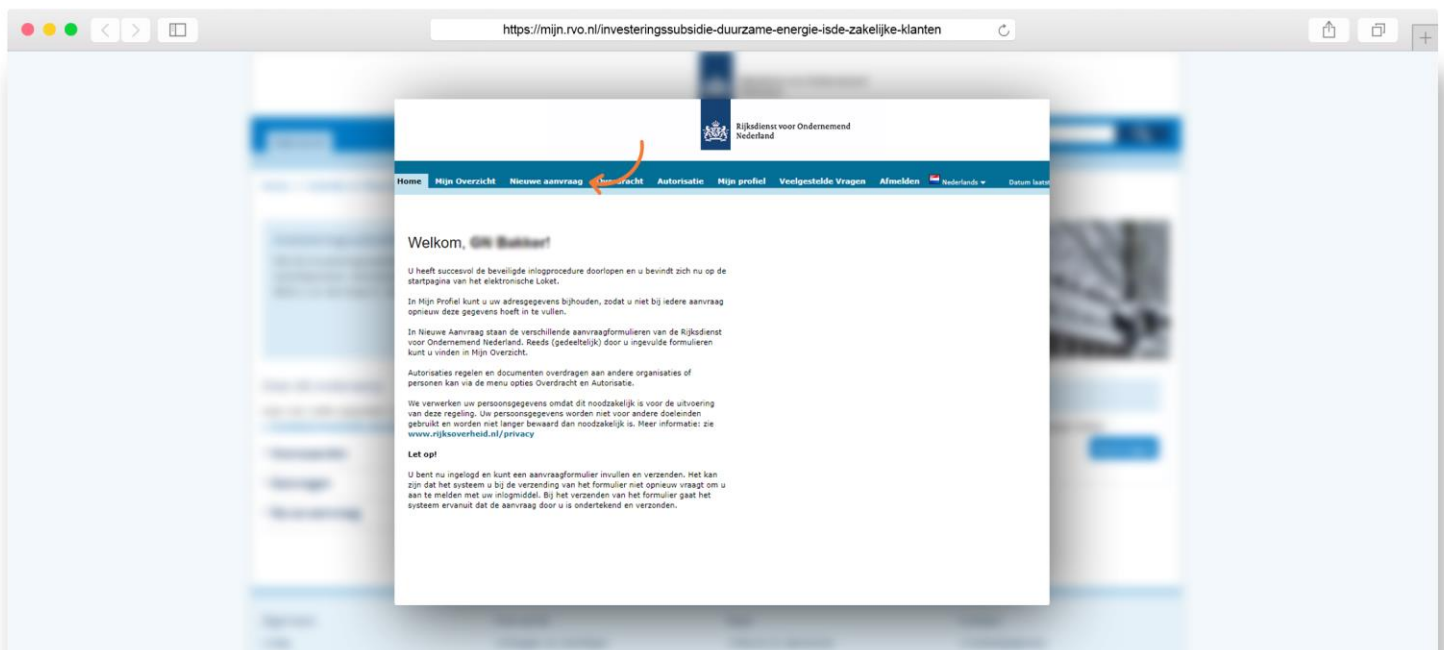 https://mijn.rvo.nl/investeringssubsidie-duurzame-energie-isde-zakelijke-klanten
Rijksdienst voor Ondernemend
Nederland
Home Mijn Overzicht Nieuwe aanvraag Overdracht Autorisatie Mijn profiel Veelgestelde Vragen Afmelden Nederlands Datum laatst
Welkom,
U heeft succesvol de beveiligde inlogprocedure doorlopen en u bevindt zich nu op de
startpagina van het elektronische Loket.
In Mijn Profiel kunt u uw adresgegevens bijhouden, zodat u niet bij iedere aanvraag
opnieuw deze gegevens hoeft in te vullen.
In Nieuwe Aanvraag staan de verschillende aanvraagformulieren van de Rijksdienst
voor Ondernemend Nederland. Reeds (gedeeltelijk) door u ingevulde formulieren
kunt u vinden in Mijn Overzicht.
Autorisaties regelen en documenten overdragen aan andere organisaties of
personen kan via de menu opties Overdracht en Autorisatie.
We verwerken uw persoonsgegevens omdat dit noodzakelijk is voor de uitvoering
van deze regeling. Uw persoonsgegevens worden niet voor andere doeleinden
gebruikt en worden niet langer bewaard dan noodzakelijk is. Meer informatie: zie
www.rijksoverheid.nl/privacy
Let op!
U bent nu ingelogd en kunt een aanvraagformulier invullen en verzenden. Het kan
zijn dat het systeem u bij de verzending van het formulier niet opnieuw vraagt om u
aan te melden met uw inlogmiddel. Bij het verzenden van het formulier gaat het
systeem ervanuit dat de aanvraag door u is ondertekend en verzonden.